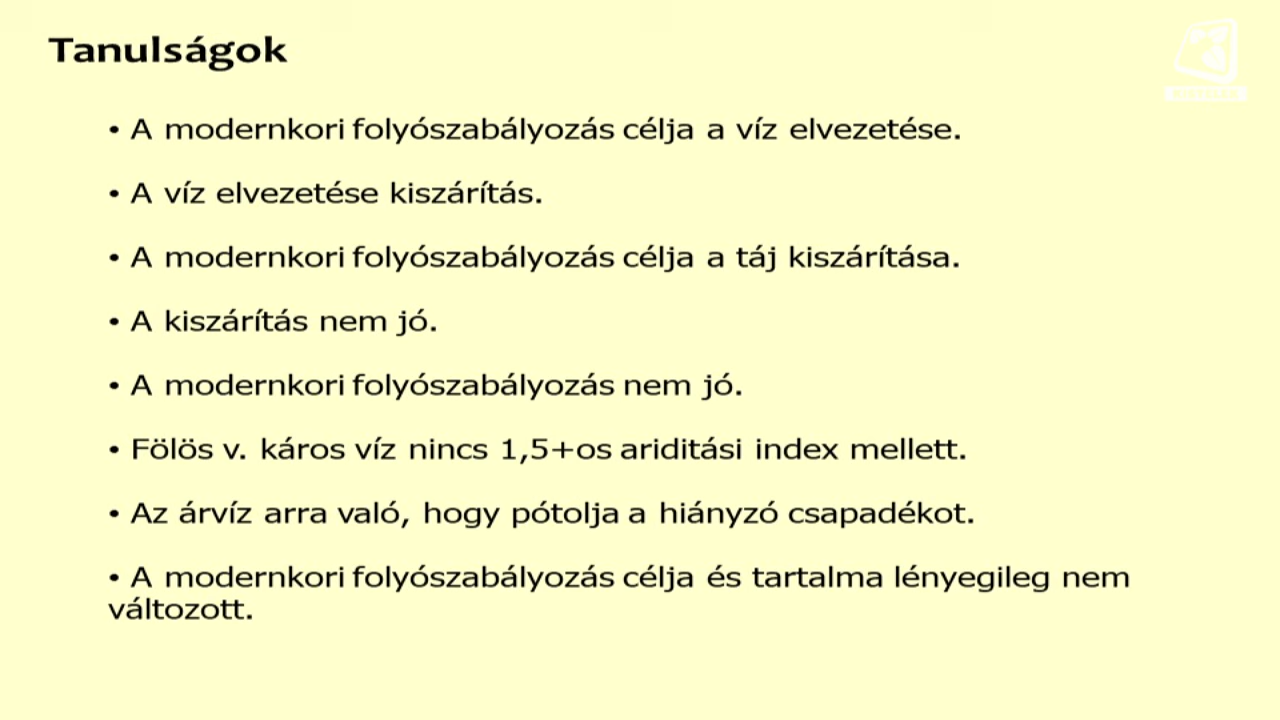 Tanulságok
• A modernkori folyószabályozás célja a víz elvezetése.
• A víz elvezetése kiszárítás.
• A modernkori folyószabályozás célja a táj kiszárítása.
• A kiszárítás nem jó.
• A modernkori folyószabályozás nem jó.
• Fölös v. káros víz nincs 1,5+os ariditási index mellett.
• Az árvíz arra való, hogy pótolja a hiányzó csapadékot.
• A modernkori folyószabályozás célja és tartalma lényegileg nem
változott.